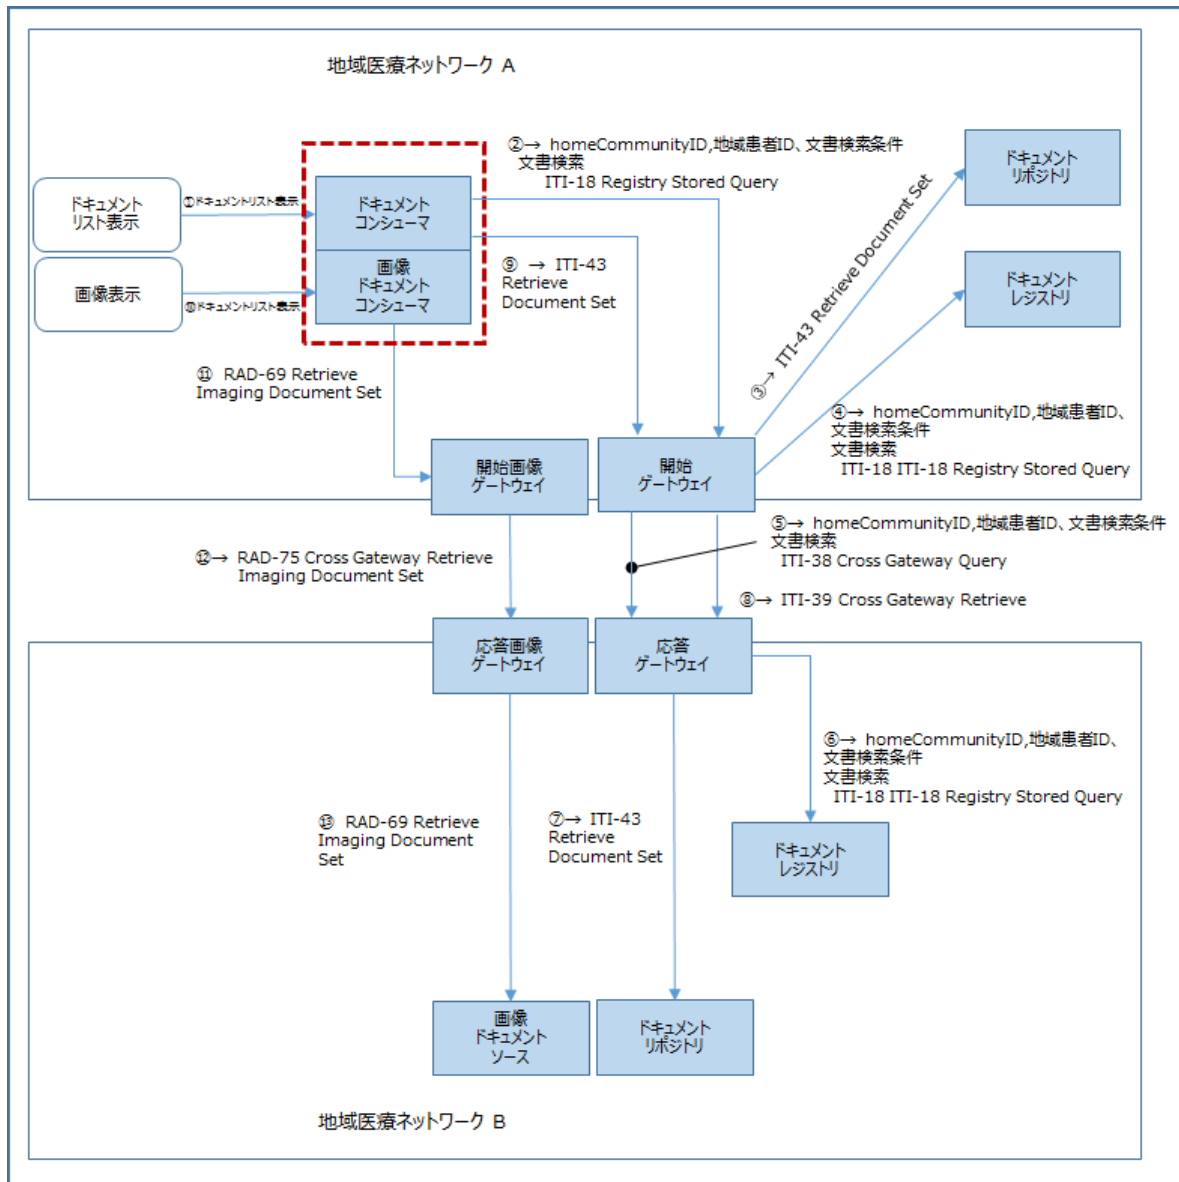 地域医療ネットワーク A
②→ homeCommunityID,地域患者ID、文書検索条件
文書検索
ITI-18 Registry Stored Query
ドキュメント
リポジトリ
ドキュメント
リスト表示
①ドキュメントリスト表示
ドキュメント
コンシューマ
⑨ → ITI-43
Retrieve
Document Set
③→ ITI-43 Retrieve Document Set
ドキュメント
レジストリ
画像表示
⑩ドキュメントリスト表示
画像
ドキュメント
コンシューマ
⑪ RAD-69 Retrieve
Imaging Document Set
④→ homeCommunityID,地域患者ID、
文書検索条件
文書検索
ITI-18 ITI-18 Registry Stored Query
開始画像
ゲートウェイ
開始
ゲートウェイ
⑤→ homeCommunityID,地域患者ID、文書検索条件
文書検索
ITI-38 Cross Gateway Query
⑫→ RAD-75 Cross Gateway Retrieve
Imaging Document Set
⑧→ ITI-39 Cross Gateway Retrieve
応答画像
ゲートウェイ
応答
ゲートウェイ
⑥→ homeCommunityID,地域患者ID、
文書検索条件
文書検索
ITI-18 ITI-18 Registry Stored Query
⑬ RAD-69 Retrieve
Imaging Document
Set
⑦→ ITI-43
Retrieve
Document Set
ドキュメント
レジストリ
画像
ドキュメント
ソース
ドキュメント
リポジトリ
地域医療ネットワーク B